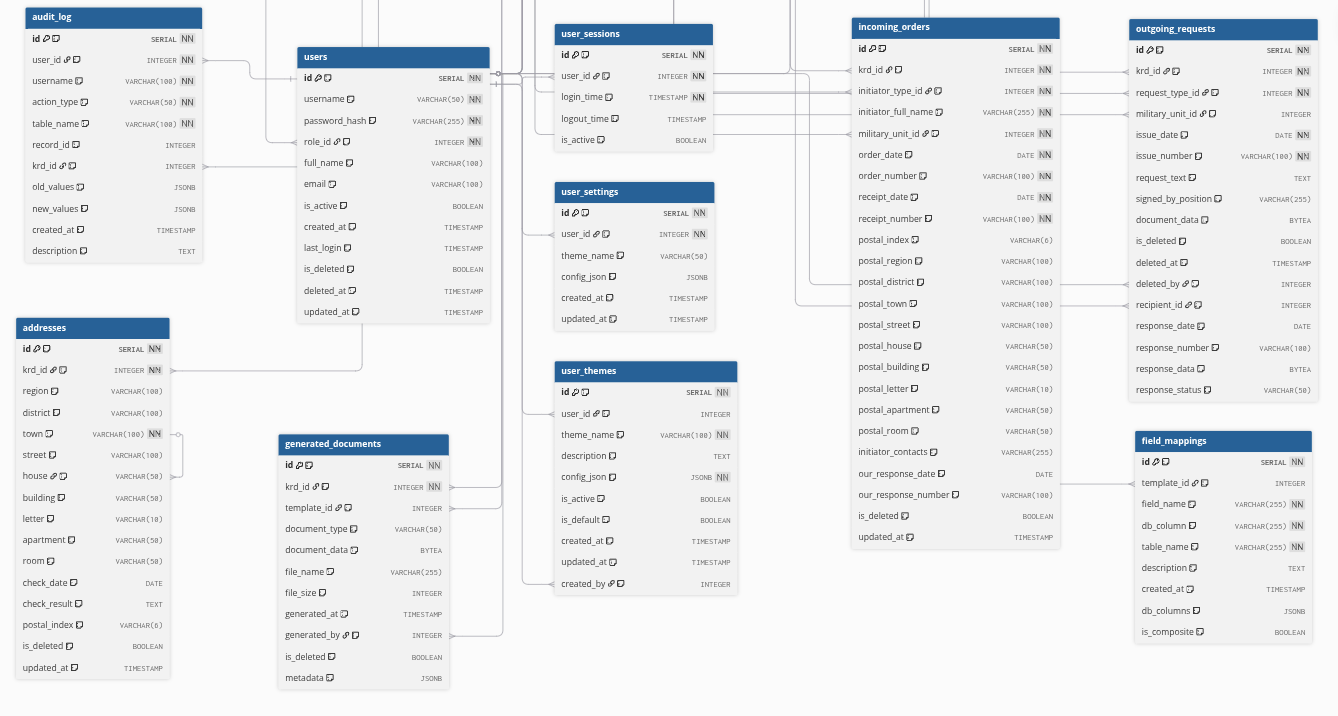 audit_log
id SERIAL NN
user_id INTEGER NN
username VARCHAR(100) NN
action_type VARCHAR(50) NN
table_name VARCHAR(100) NN
record_id INTEGER
krd_id INTEGER
old_values JSONB
new_values JSONB
created_at TIMESTAMP
description TEXT
users
id SERIAL NN
username VARCHAR(50) NN
password_hash VARCHAR(255) NN
role_id INTEGER NN
full_name VARCHAR(100)
email VARCHAR(100)
is_active BOOLEAN
created_at TIMESTAMP
last_login TIMESTAMP
is_deleted BOOLEAN
deleted_at TIMESTAMP
updated_at TIMESTAMP
user_sessions
id SERIAL NN
user_id INTEGER NN
login_time TIMESTAMP NN
logout_time TIMESTAMP
is_active BOOLEAN
user_settings
id SERIAL NN
user_id INTEGER NN
theme_name VARCHAR(50)
config_json JSONB
created_at TIMESTAMP
updated_at TIMESTAMP
user_themes
id SERIAL NN
user_id INTEGER
theme_name VARCHAR(100) NN
description TEXT
config_json JSONB NN
is_active BOOLEAN
is_default BOOLEAN
created_at TIMESTAMP
updated_at TIMESTAMP
created_by INTEGER
incoming_orders
id SERIAL NN
krd_id INTEGER NN
initiator_type_id INTEGER NN
initiator_full_name VARCHAR(255) NN
military_unit_id INTEGER NN
order_date DATE NN
order_number VARCHAR(100) NN
receipt_date DATE NN
receipt_number VARCHAR(100) NN
postal_index VARCHAR(6)
postal_region VARCHAR(100)
postal_district VARCHAR(100)
postal_town VARCHAR(100)
postal_street VARCHAR(100)
postal_house VARCHAR(50)
postal_building VARCHAR(50)
postal_letter VARCHAR(10)
postal_apartment VARCHAR(50)
postal_room VARCHAR(50)
initiator_contacts VARCHAR(255)
our_response_date DATE
our_response_number VARCHAR(100)
is_deleted BOOLEAN
updated_at TIMESTAMP
outgoing_requests
id SERIAL NN
krd_id INTEGER NN
request_type_id INTEGER NN
military_unit_id INTEGER
issue_date DATE NN
issue_number VARCHAR(100) NN
request_text TEXT
signed_by_position VARCHAR(255)
document_data BYTEA
is_deleted BOOLEAN
deleted_at TIMESTAMP
deleted_by INTEGER
recipient_id INTEGER
response_date DATE
response_number VARCHAR(100)
response_data BYTEA
response_status VARCHAR(50)
addresses
id SERIAL NN
krd_id INTEGER NN
region VARCHAR(100)
district VARCHAR(100)
town VARCHAR(100) NN
street VARCHAR(100)
house VARCHAR(50)
building VARCHAR(50)
letter VARCHAR(10)
apartment VARCHAR(50)
room VARCHAR(50)
check_date DATE
check_result TEXT
postal_index VARCHAR(6)
is_deleted BOOLEAN
updated_at TIMESTAMP
generated_documents
id SERIAL NN
krd_id INTEGER NN
template_id INTEGER
document_type VARCHAR(50)
document_data BYTEA
file_name VARCHAR(255)
file_size INTEGER
generated_at TIMESTAMP
generated_by INTEGER
is_deleted BOOLEAN
metadata JSONB
field_mappings
id SERIAL NN
template_id INTEGER
field_name VARCHAR(255) NN
db_column VARCHAR(255) NN
table_name VARCHAR(255) NN
description TEXT
created_at TIMESTAMP
db_columns JSONB
is_composite BOOLEAN